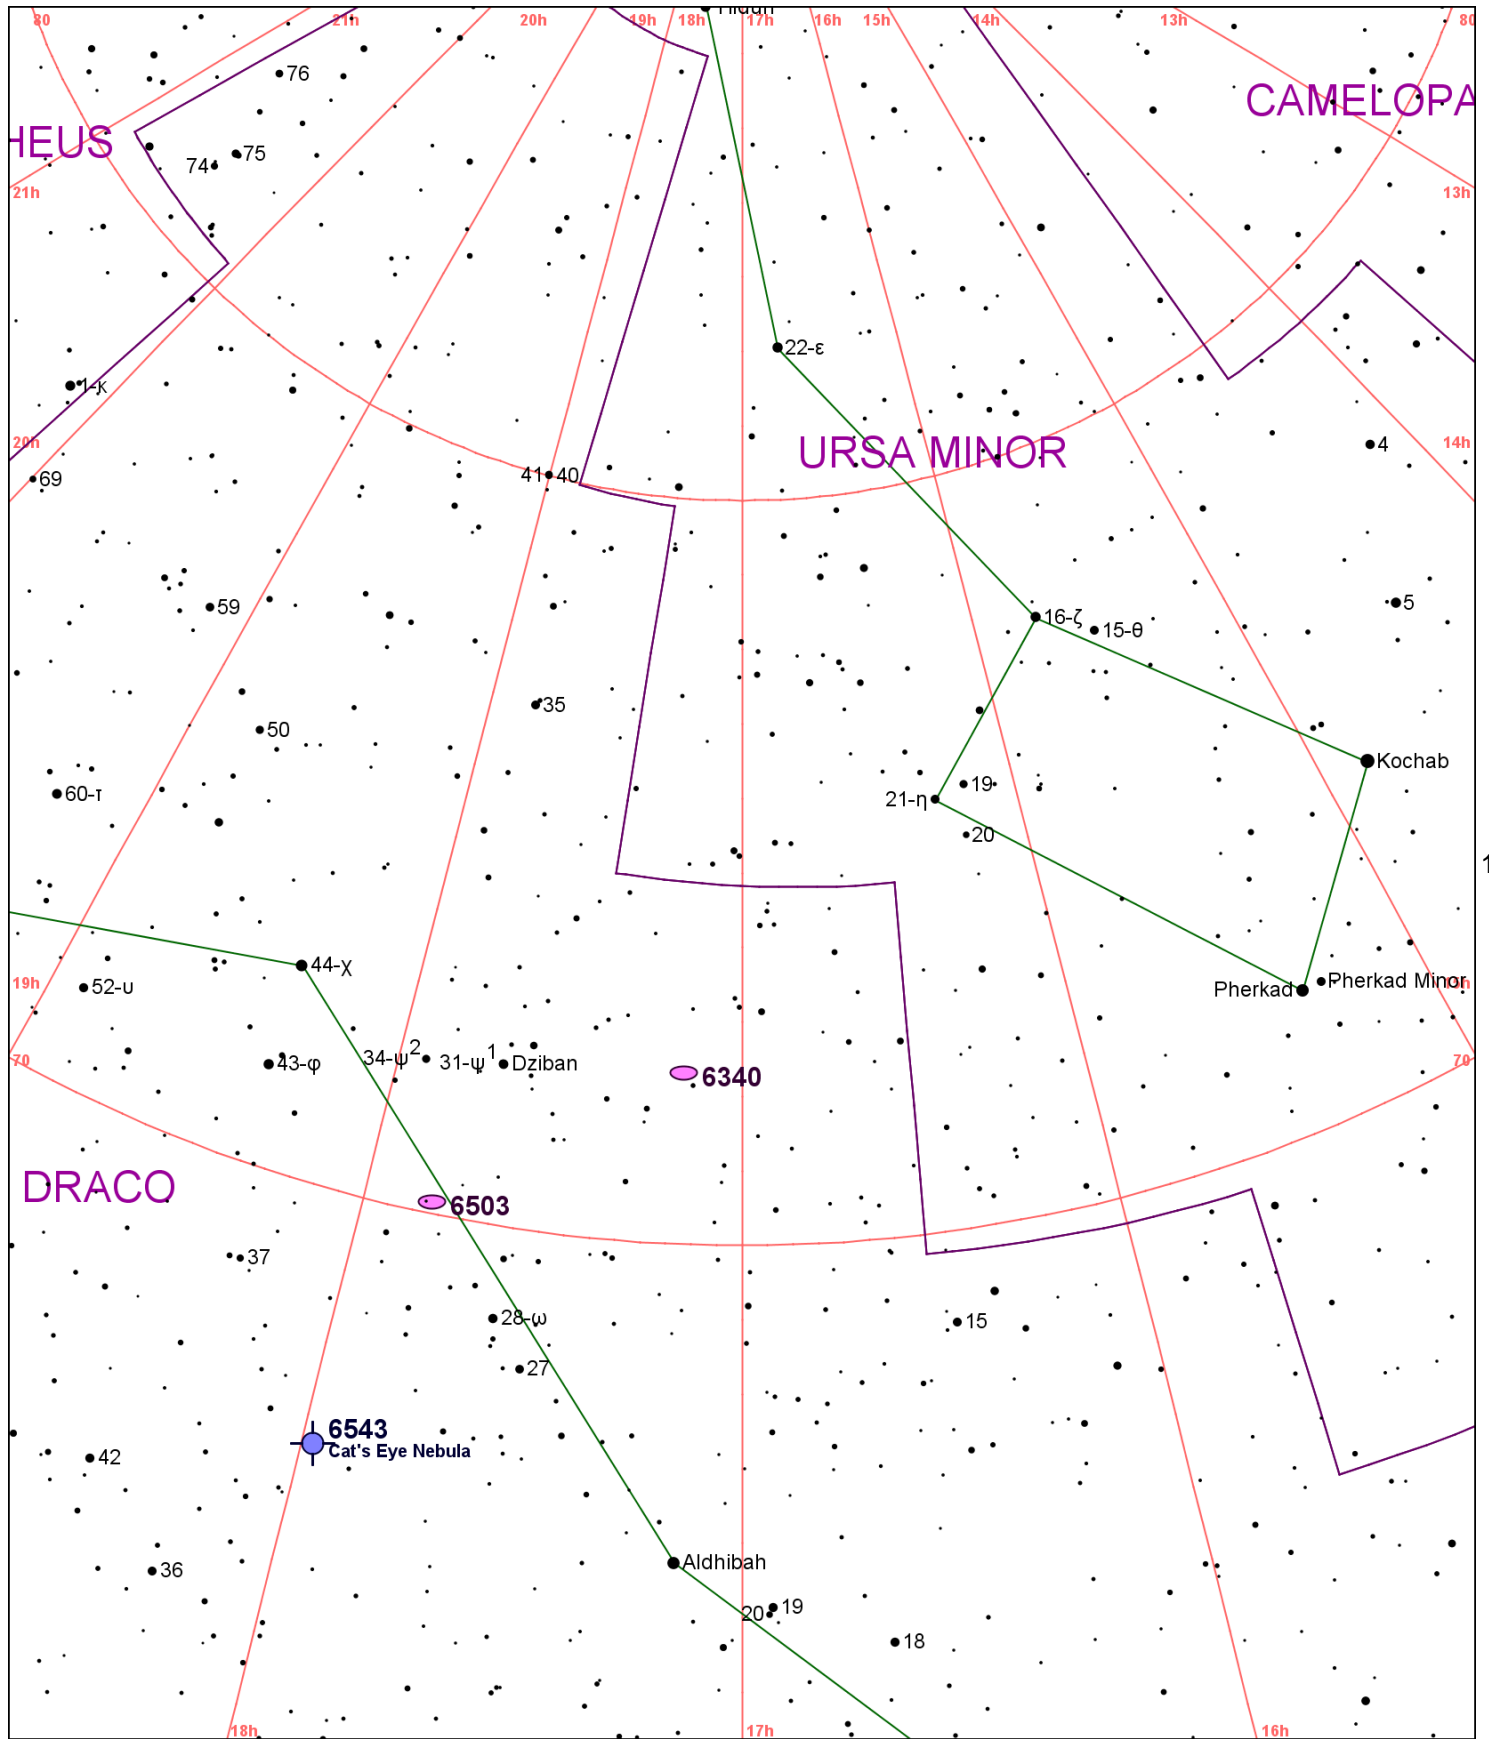 80
21h
20h
19h
18h
17h
16h
15h
14h
13h
80
76
CAMELOPA
HEUS
74
75
21h
13h
22-ε
1-κ
20h
URSA MINOR
4
14h
69
41
40
59
16-ζ
15-θ
5
35
50
Kochab
60-τ
21-η
19
20
1
44-χ
19h
52-υ
Pherkad
Pherkad Minor
70
43-φ
34-ψ2
31-ψ1
Dziban
6340
70
DRACO
6503
37
28-ω
15
27
6543
Cat's Eye Nebula
42
Aldhibah
36
20
19
18
18h
17h
16h